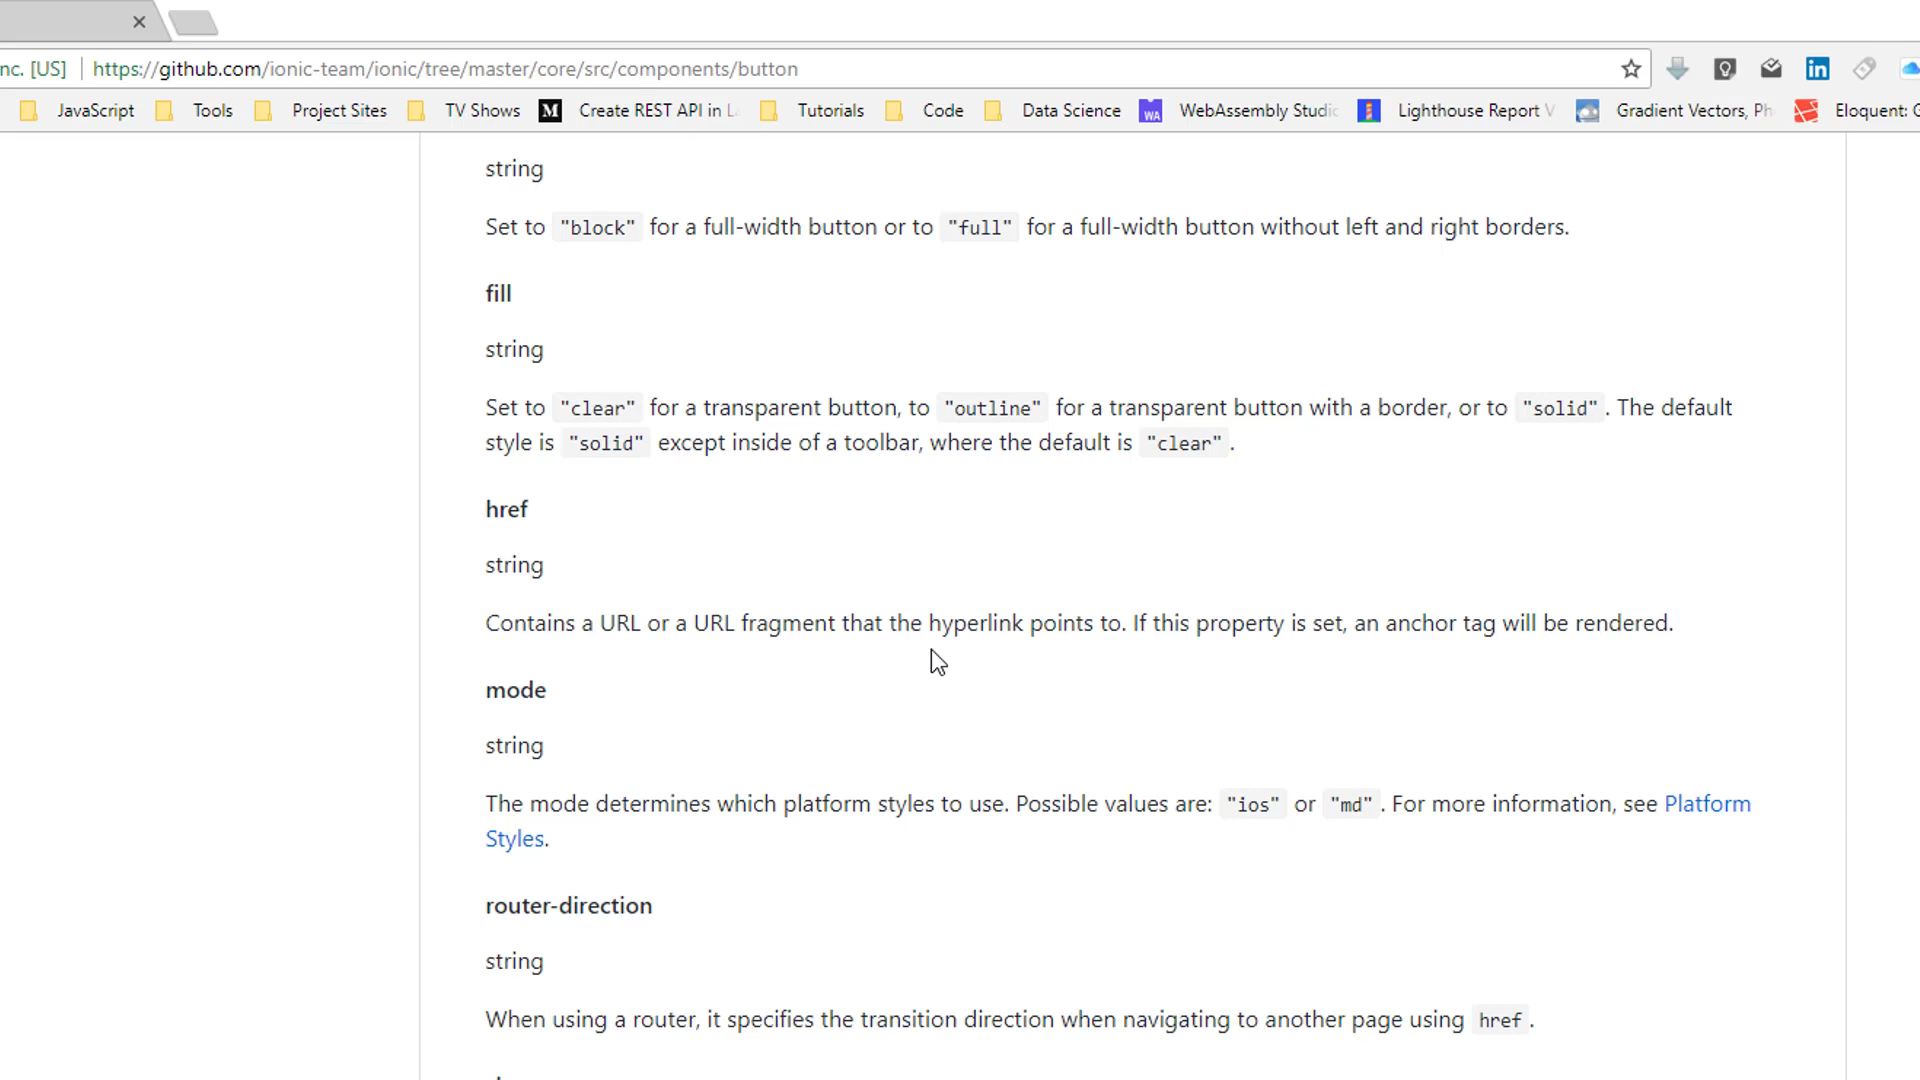 nc. [US] https://github.com/ionic-team/ionic/tree/master/core/src/components/button
JavaScript Tools Project Sites TV Shows M Create REST API in L Tutorials Code Data Science WA WebAssembly Studio Lighthouse Report V Gradient Vectors, Ph Eloquent:
string
Set to "block" for a full-width button or to "full" for a full-width button without left and right borders.
fill
string
Set to "clear" for a transparent button, to "outline" for a transparent button with a border, or to "solid". The default
style is "solid" except inside of a toolbar, where the default is "clear".
href
string
Contains a URL or a URL fragment that the hyperlink points to. If this property is set, an anchor tag will be rendered.
mode
string
The mode determines which platform styles to use. Possible values are: "ios" or "md". For more information, see Platform
Styles.
router-direction
string
When using a router, it specifies the transition direction when navigating to another page using href.